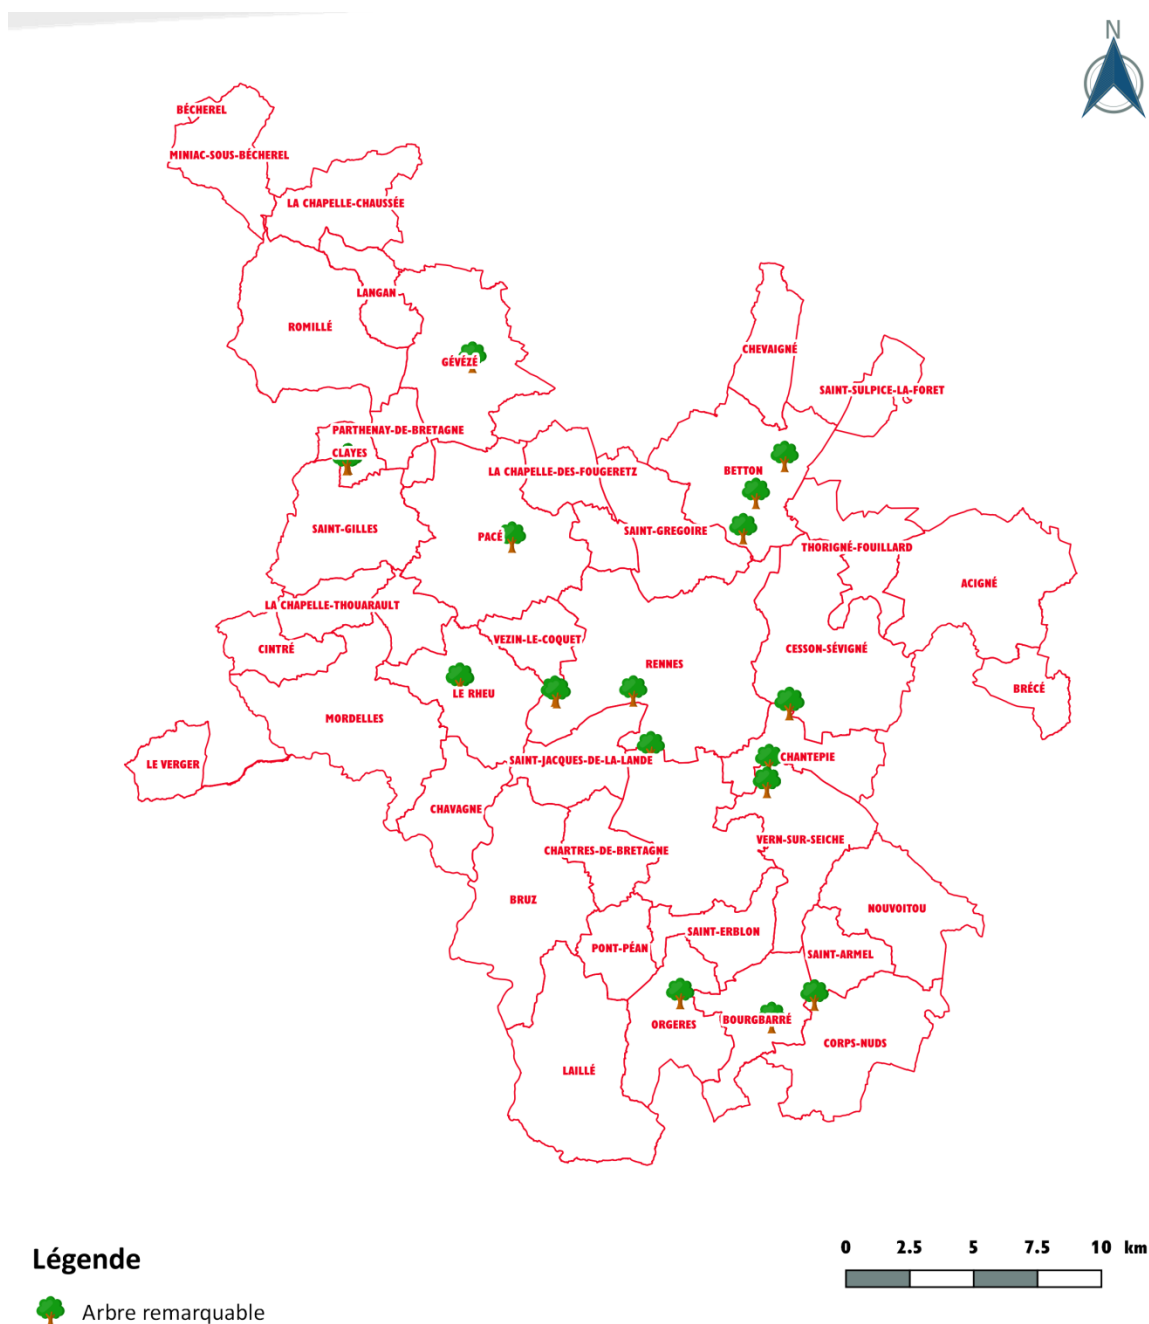 N
BÉCHEREL
MINIAC-SOUS-BÉCHEREL
LA CHAPELLE-CHAUSSÉE
LANGAN
ROMILLÉ
GÉVÉZÉ
CHEVAIGNÉ
SAINT-SULPICE-LA-FORET
PARTHENAY-DE-BRETAGNE
CLAYES
LA CHAPELLE-DES-FOUGERETZ
BETTON
SAINT-GILLES
PACÉ
SAINT-GREGOIRE
THORIGNÉ-FOUILLARD
ACIGNÉ
LA CHAPELLE-THOUARAULT
VEZIN-LE-COQUET
CINTRÉ
CESSON-SÉVIGNÉ
RENNES
LE RHEU
BRÉCÉ
MORDELLES
LE VERGER
SAINT-JACQUES-DE-LA-LANDE
CHANTEPIE
CHAVAGNE
VERN-SUR-SEICHE
CHARTRES-DE-BRETAGNE
BRUZ
NOUVOITOU
SAINT-ERBLON
PONT-PÉAN
SAINT-ARMEL
ORGERES
BOURGBARRÉ
CORPS-NUDS
LAILLÉ
0 2.5 5 7.5 10 km
Légende
Arbre remarquable